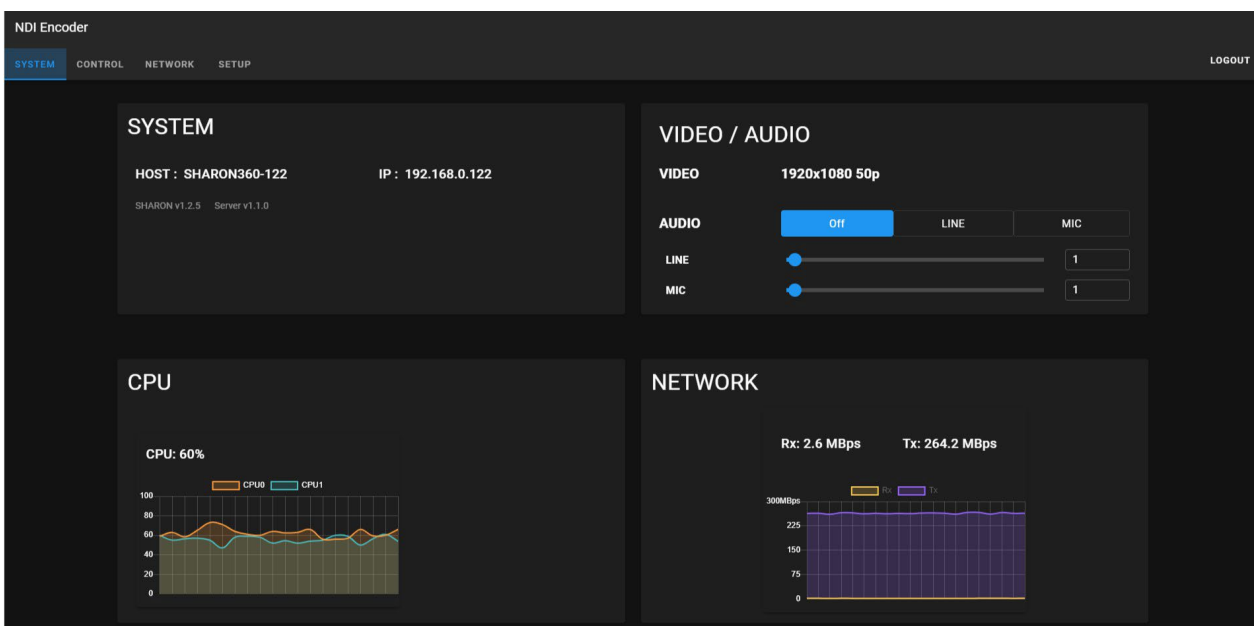 NDI Encoder
SYSTEM CONTROL NETWORK SETUP LOGOUT
SYSTEM
HOST : SHARON360-122 IP : 192.168.0.122
SHARON v1.2.5 Server v1.1.0
VIDEO / AUDIO
VIDEO 1920x1080 50p
AUDIO Off LINE MIC
LINE 1
MIC 1
CPU
CPU: 60%
CPU0 CPU1
100
80
60
40
20
0
NETWORK
Rx: 2.6 MBps Tx: 264.2 MBps
Rx Tx
300MBps
225
150
75
0